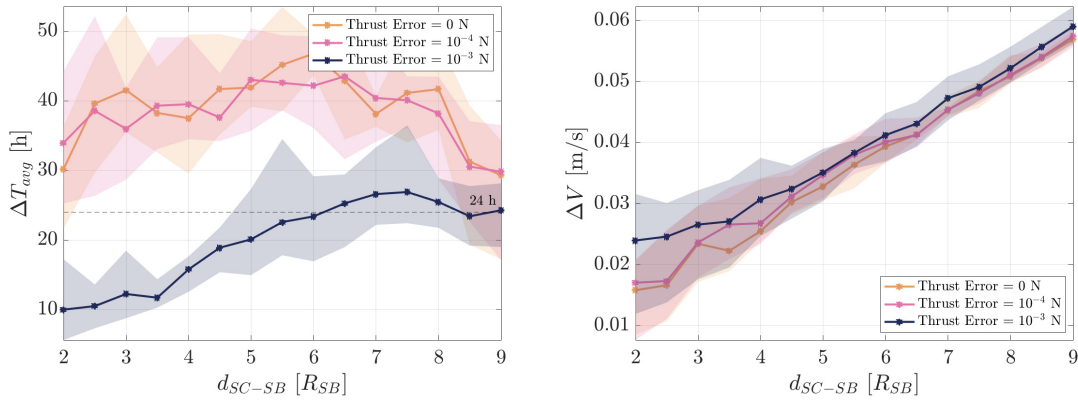 50
40
30
20
10
ΔT_avg [h]
Thrust Error = 0 N
Thrust Error = 10^-4 N
Thrust Error = 10^-3 N
24 h
2 3 4 5 6 7 8 9
d_SC−SB [R_SB]
0.06
0.05
0.04
0.03
0.02
0.01
ΔV [m/s]
Thrust Error = 0 N
Thrust Error = 10^-4 N
Thrust Error = 10^-3 N
2 3 4 5 6 7 8 9
d_SC−SB [R_SB]